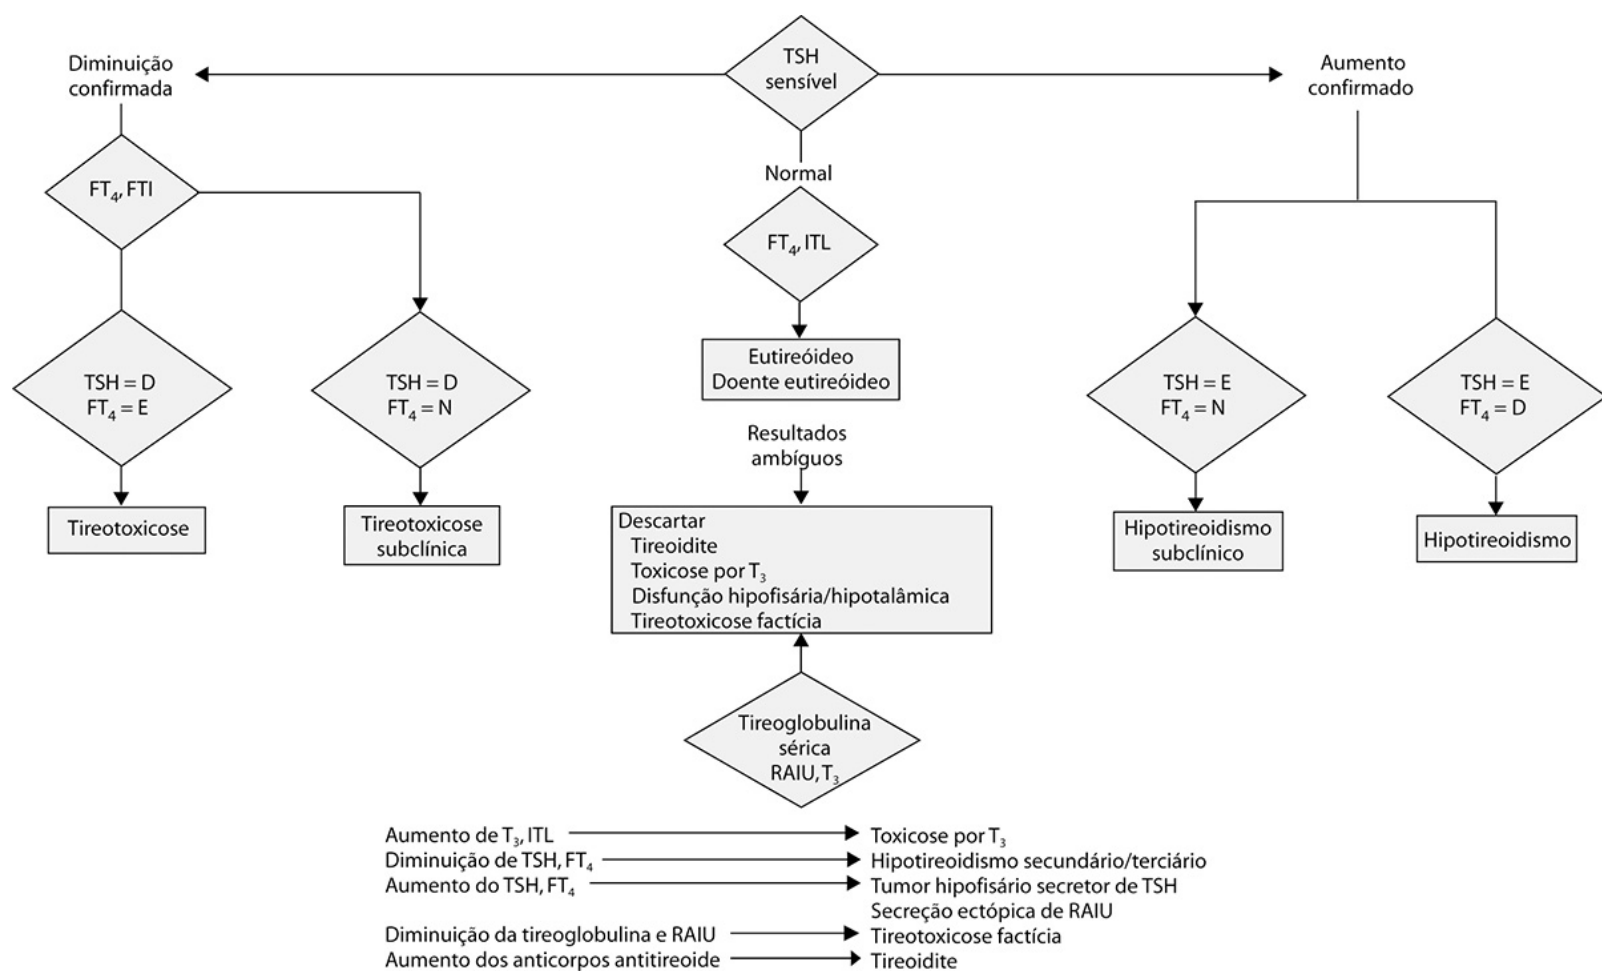 TSH
sensível
Diminuição
confirmada
Aumento
confirmado
Normal
FT₄, FTI
FT₄, ITL
TSH = D
FT₄ = E
TSH = D
FT₄ = N
Eutireóideo
Doente eutireóideo
TSH = E
FT₄ = N
TSH = E
FT₄ = D
Resultados
ambíguos
Tireotoxicose
Tireotoxicose
subclínica
Descartar
Tireoidite
Toxicose por T₃
Disfunção hipofisária/hipotalâmica
Tireotoxicose factícia
Hipotireoidismo
subclínico
Hipotireoidismo
Tireoglobulina
sérica
RAIU, T₃
Aumento de T₃, ITL Toxicose por T₃
Diminuição de TSH, FT₄ Hipotireoidismo secundário/terciário
Aumento do TSH, FT₄ Tumor hipofisário secretor de TSH
Secreção ectópica de RAIU
Diminuição da tireoglobulina e RAIU Tireotoxicose factícia
Aumento dos anticorpos antitireoide Tireoidite